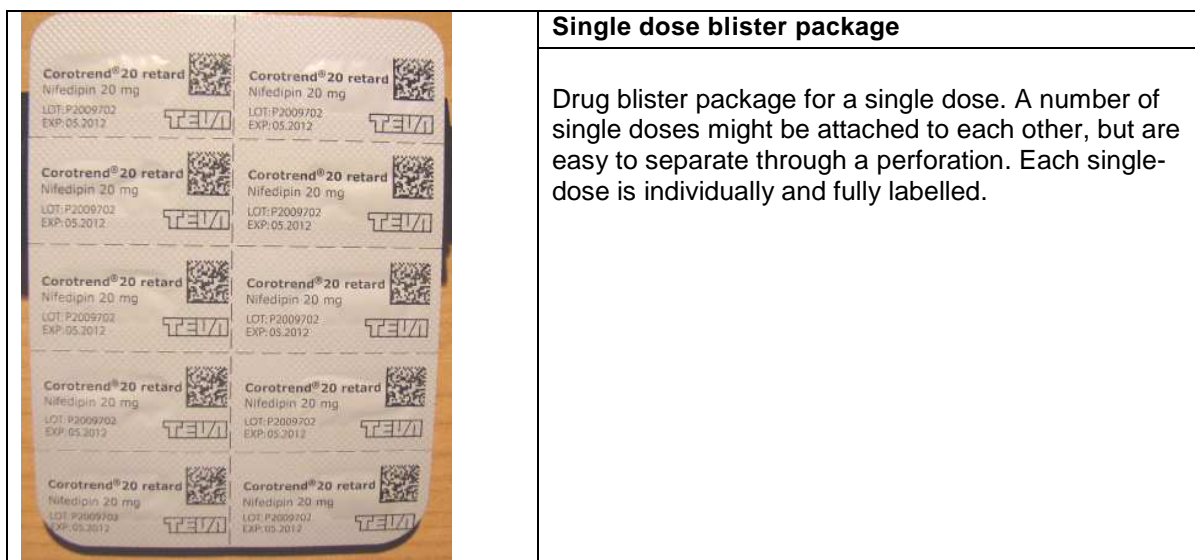 Corotrend®20 retard
Nifedipin 20 mg
LOT: P2009702
EXP: 05.2012
TEVA
Corotrend®20 retard
Nifedipin 20 mg
LOT: P2009702
EXP: 05.2012
TEVA
Corotrend®20 retard
Nifedipin 20 mg
LOT: P2009702
EXP: 05.2012
TEVA
Corotrend®20 retard
Nifedipin 20 mg
LOT: P2009702
EXP: 05.2012
TEVA
Corotrend®20 retard
Nifedipin 20 mg
LOT: P2009702
EXP: 05.2012
TEVA
Corotrend®20 retard
Nifedipin 20 mg
LOT: P2009702
EXP: 05.2012
TEVA
Corotrend®20 retard
Nifedipin 20 mg
LOT: P2009702
EXP: 05.2012
TEVA
Corotrend®20 retard
Nifedipin 20 mg
LOT: P2009702
EXP: 05.2012
TEVA
Corotrend®20 retard
Nifedipin 20 mg
LOT: P2009702
EXP: 05.2012
TEVA
Corotrend®20 retard
Nifedipin 20 mg
LOT: P2009702
EXP: 05.2012
TEVA
Single dose blister package
Drug blister package for a single dose. A number of
single doses might be attached to each other, but are
easy to separate through a perforation. Each single-
dose is individually and fully labelled.